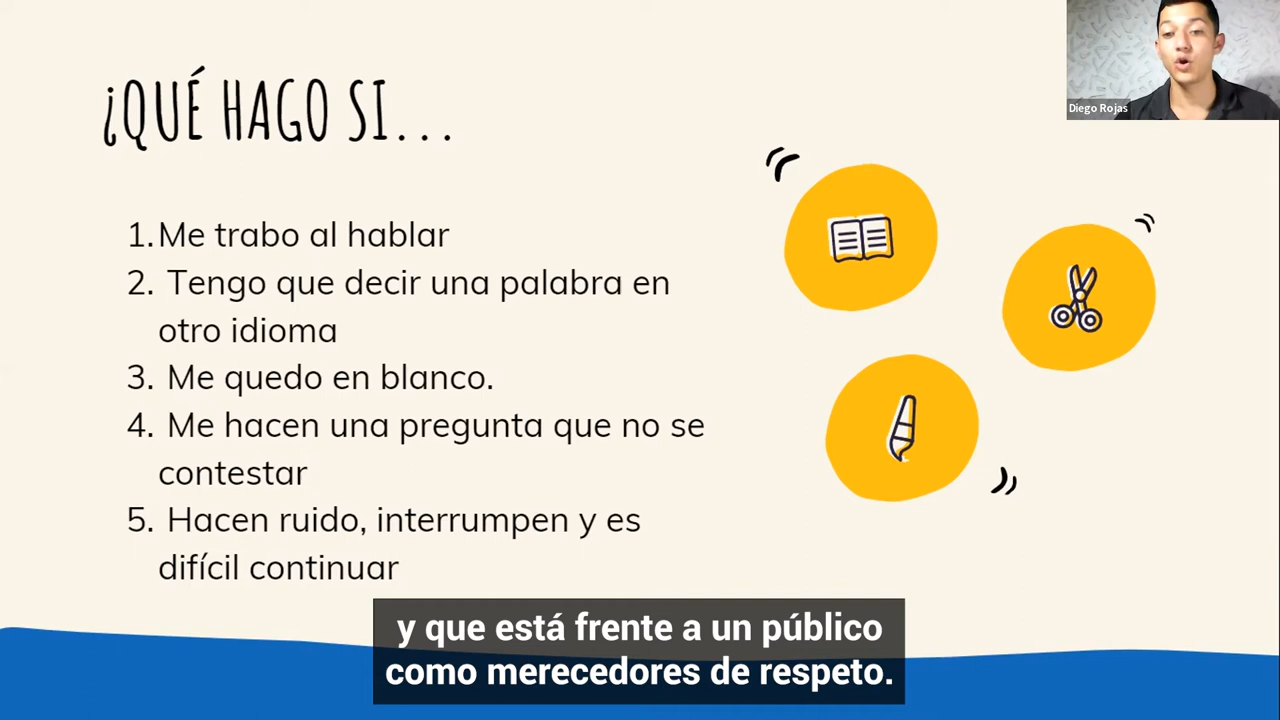 ¿QUÉ HAGO SI...
Diego Rojas
1. Me trabo al hablar
2. Tengo que decir una palabra en
otro idioma
3. Me quedo en blanco.
4. Me hacen una pregunta que no se
contestar
5. Hacen ruido, interrumpen y es
difícil continuar
y que está frente a un público
como merecedores de respeto.